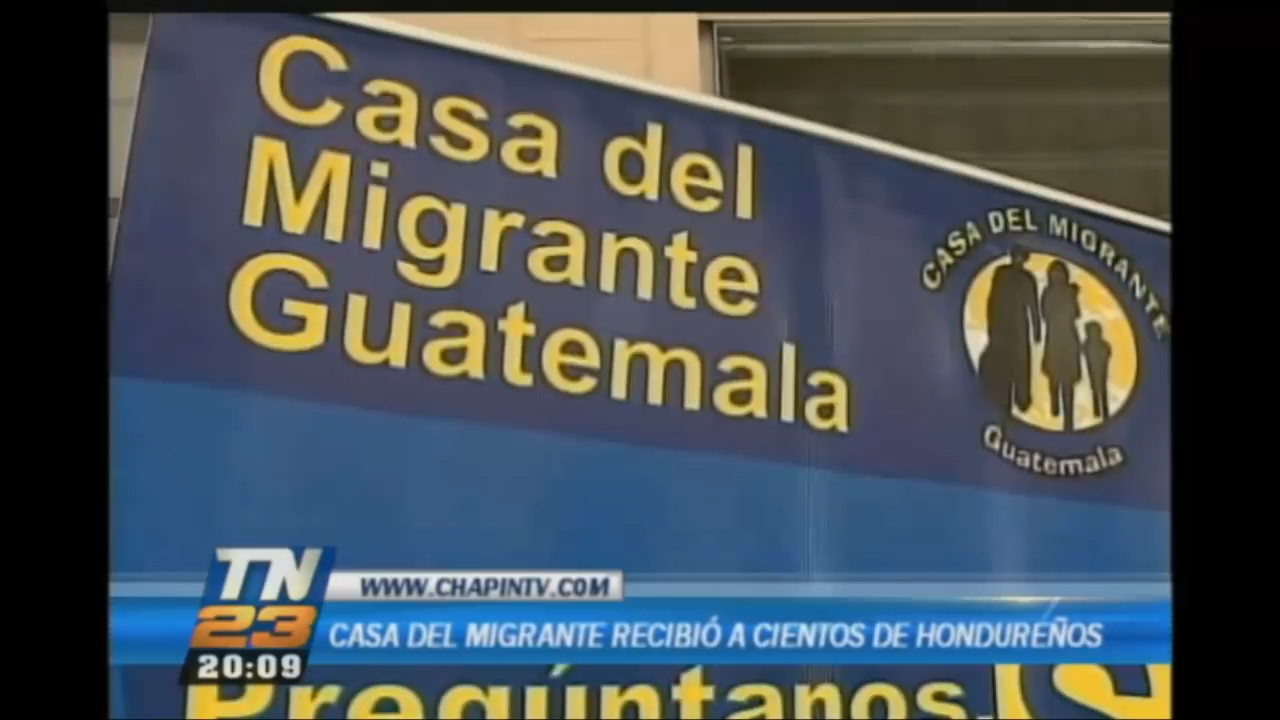 Casa del
Migrante
Guatemala
CASA DEL MIGRANTE
Guatemala
TN
23
20:09
WWW.CHAPINTV.COM
CASA DEL MIGRANTE RECIBIÓ A CIENTOS DE HONDUREÑOS
Pregúntanos.